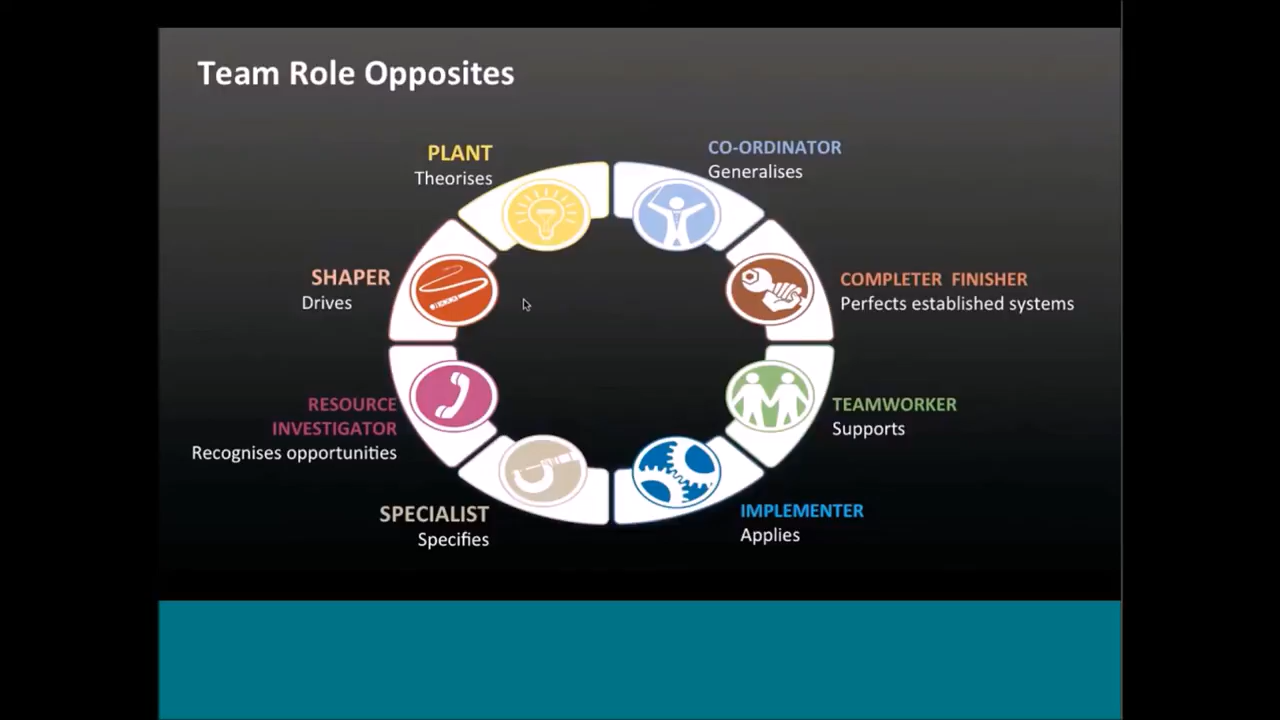 Team Role Opposites
PLANT
Theorises
CO-ORDINATOR
Generalises
SHAPER
Drives
COMPLETER FINISHER
Perfects established systems
RESOURCE
INVESTIGATOR
Recognises opportunities
TEAMWORKER
Supports
SPECIALIST
Specifies
IMPLEMENTER
Applies